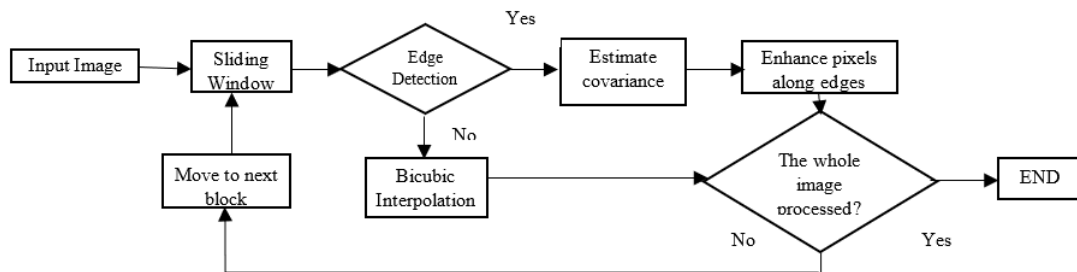 Yes
Input Image
Sliding
Window
Edge
Detection
Estimate
covariance
Enhance pixels
along edges
No
Move to next
block
Bicubic
Interpolation
The whole
image
processed?
END
No
Yes